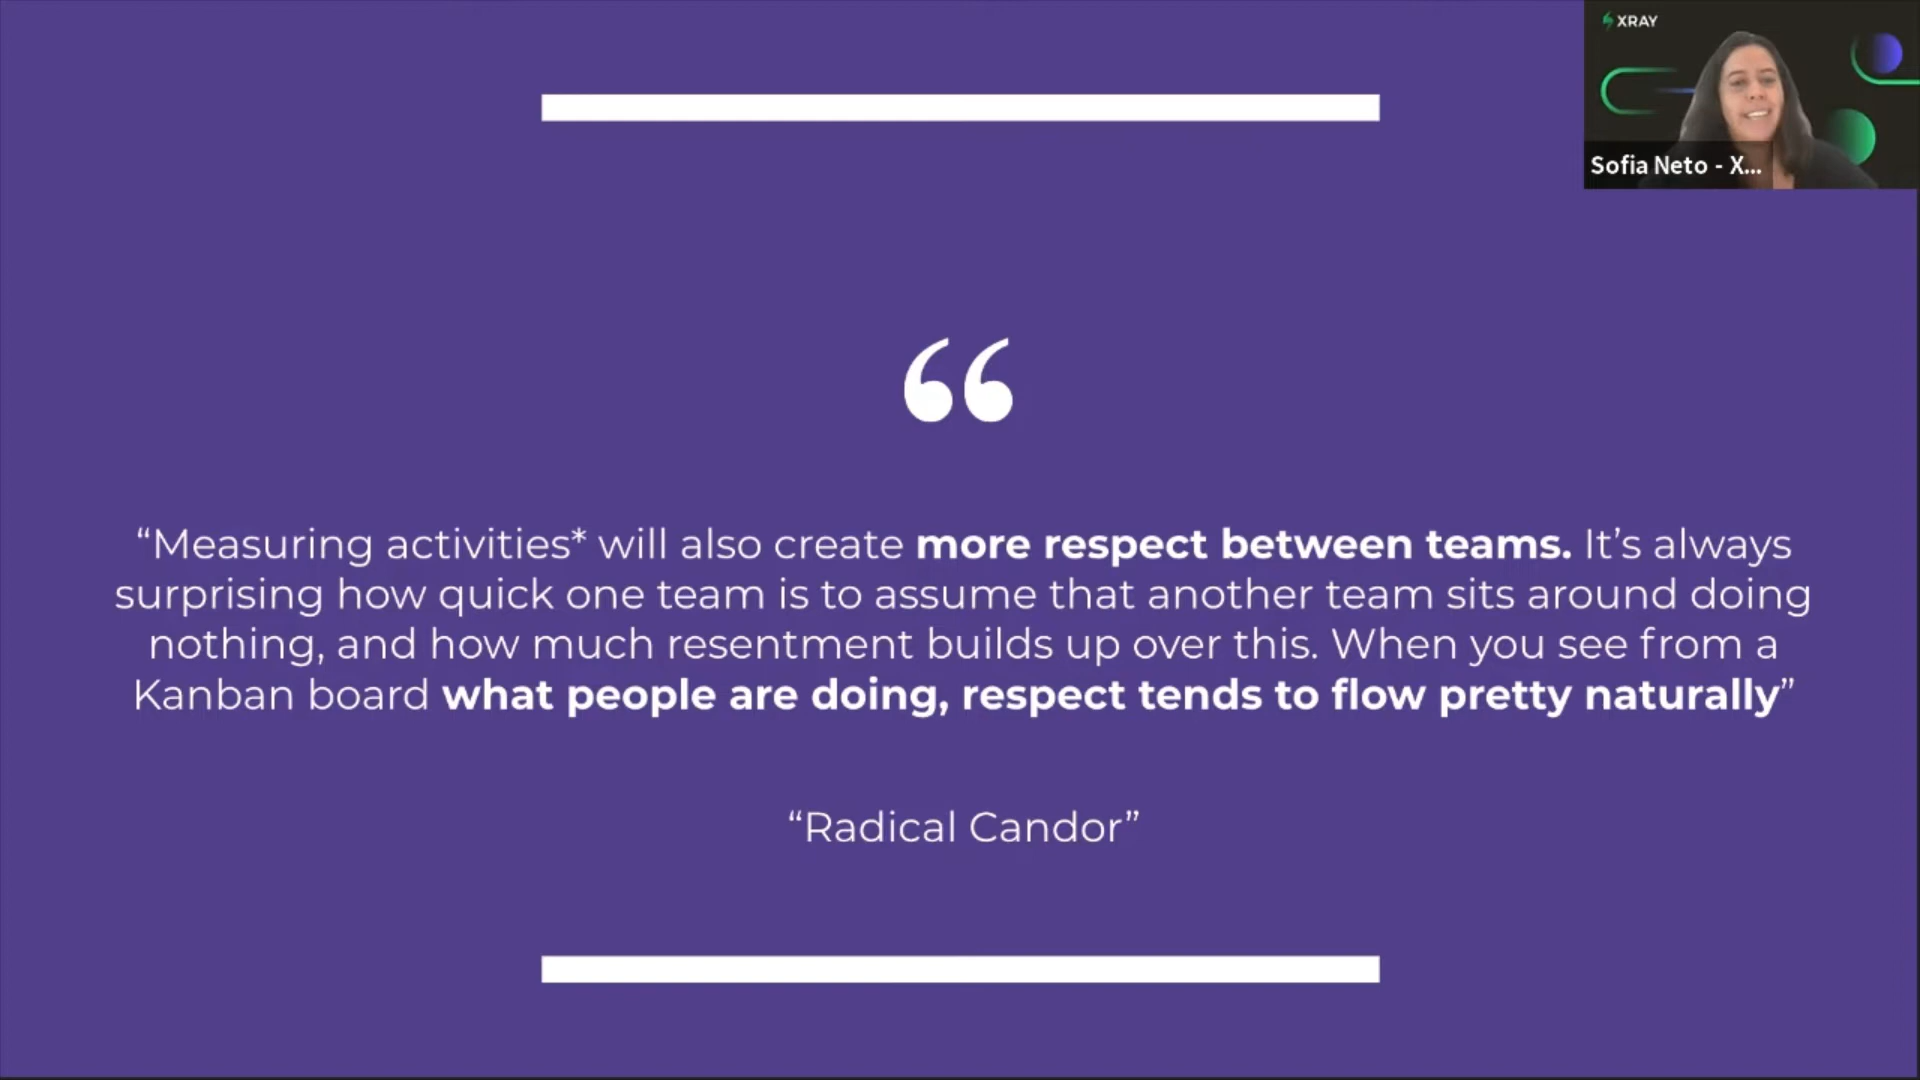 XRAY
Sofia Neto - X...
“
“Measuring activities* will also create more respect between teams. It’s always
surprising how quick one team is to assume that another team sits around doing
nothing, and how much resentment builds up over this. When you see from a
Kanban board what people are doing, respect tends to flow pretty naturally”
“Radical Candor”